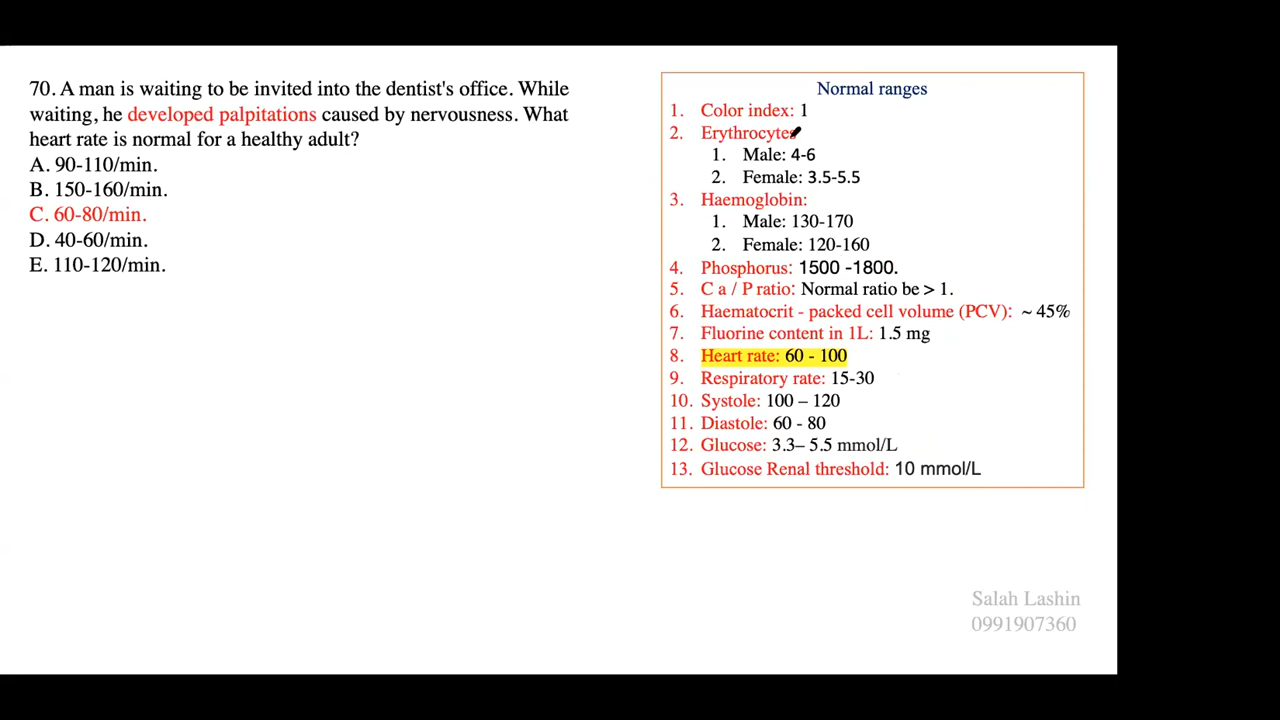 70. A man is waiting to be invited into the dentist's office. While
waiting, he developed palpitations caused by nervousness. What
heart rate is normal for a healthy adult?
A. 90-110/min.
B. 150-160/min.
C. 60-80/min.
D. 40-60/min.
E. 110-120/min.
Normal ranges
1. Color index: 1
2. Erythrocytes
1. Male: 4-6
2. Female: 3.5-5.5
3. Haemoglobin:
1. Male: 130-170
2. Female: 120-160
4. Phosphorus: 1500 -1800.
5. C a / P ratio: Normal ratio be > 1.
6. Haematocrit - packed cell volume (PCV): ~ 45%
7. Fluorine content in 1L: 1.5 mg
8. Heart rate: 60 - 100
9. Respiratory rate: 15-30
10. Systole: 100 – 120
11. Diastole: 60 - 80
12. Glucose: 3.3– 5.5 mmol/L
13. Glucose Renal threshold: 10 mmol/L
Salah Lashin
0991907360